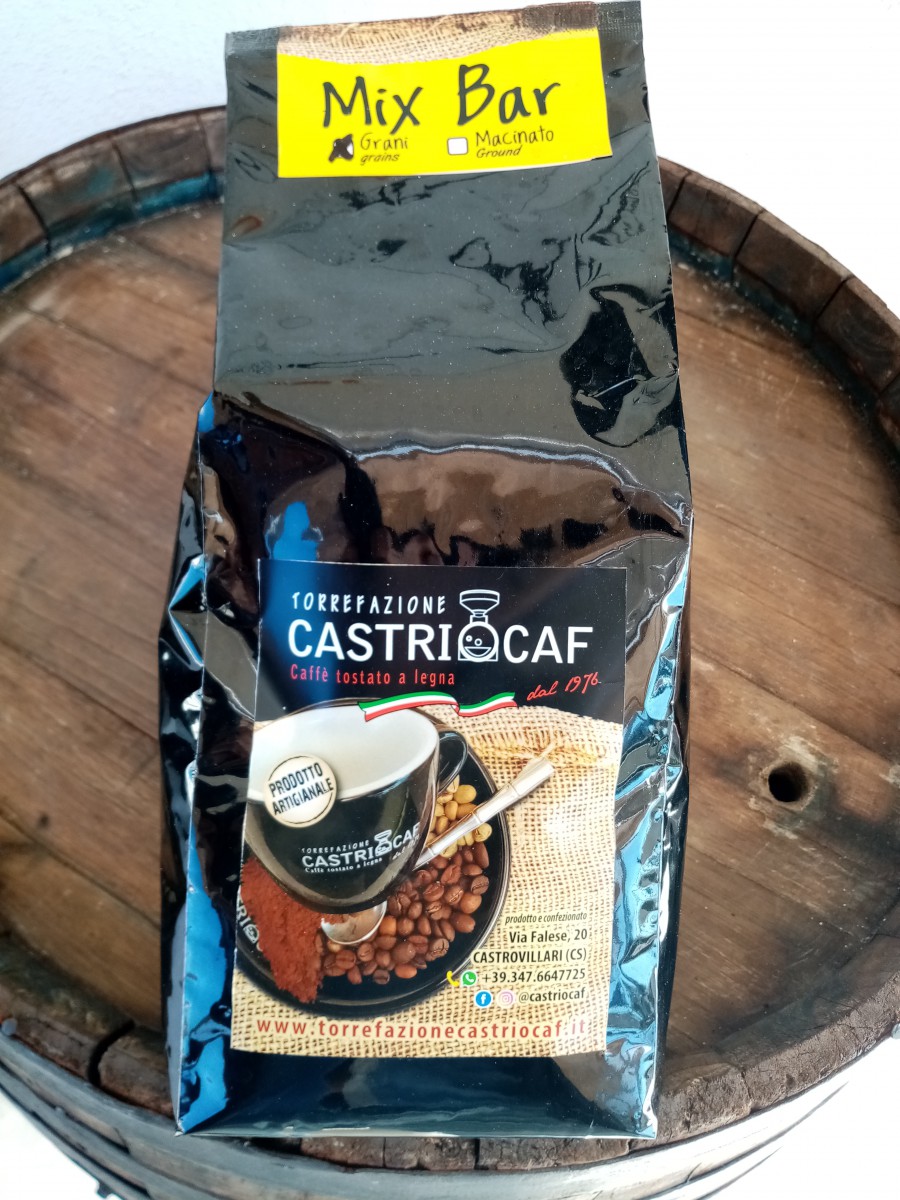 Mix Bar
Grani
grains
Macinato
Ground
TORREFAZIONE
CASTRIOCAF
Caffè tostato a legna
dal 1976
PRODOTTO
ARTIGIANALE
TORREFAZIONE
CASTRIOCAF
Caffè tostato a legna
prodotto e confezionato
Via Falese, 20
CASTROVILLARI (CS)
+39.347.6647725
@castriocaf
www.torrefazionecastriocaf.it